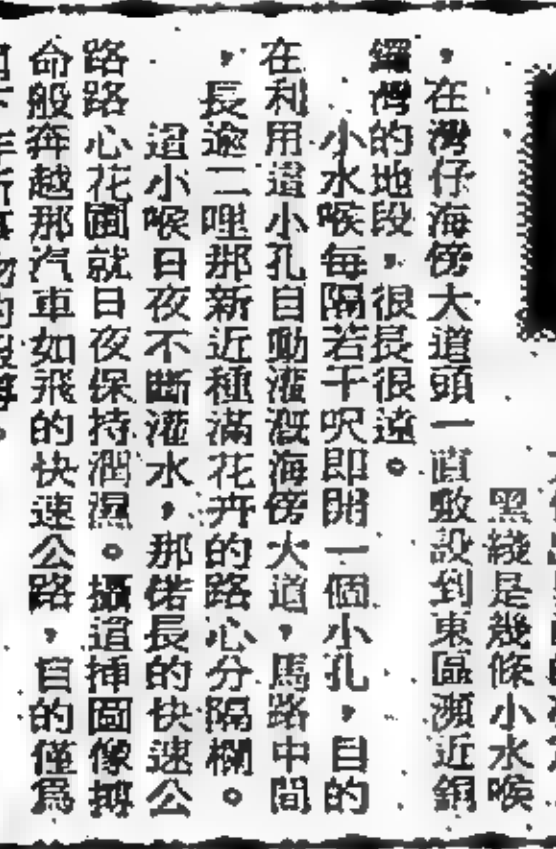 黑綫是幾條小水喉
，在灣仔海傍大道頭一直敷設到東區瀕近銅
鑼灣的地段，很長很遠。
小水喉每隔若干呎即開一個小孔，目的
在利用這小孔自動灌溉海傍大道，馬路中間
，長逾二哩那新近種滿花卉的路心分隔欄。
這小喉日夜不斷灌水，那偌長的快速公
路路心花圃就日夜保持潤濕。攝這揷圖像搏
命般奔越那汽車如飛的快速公路，目的僅爲